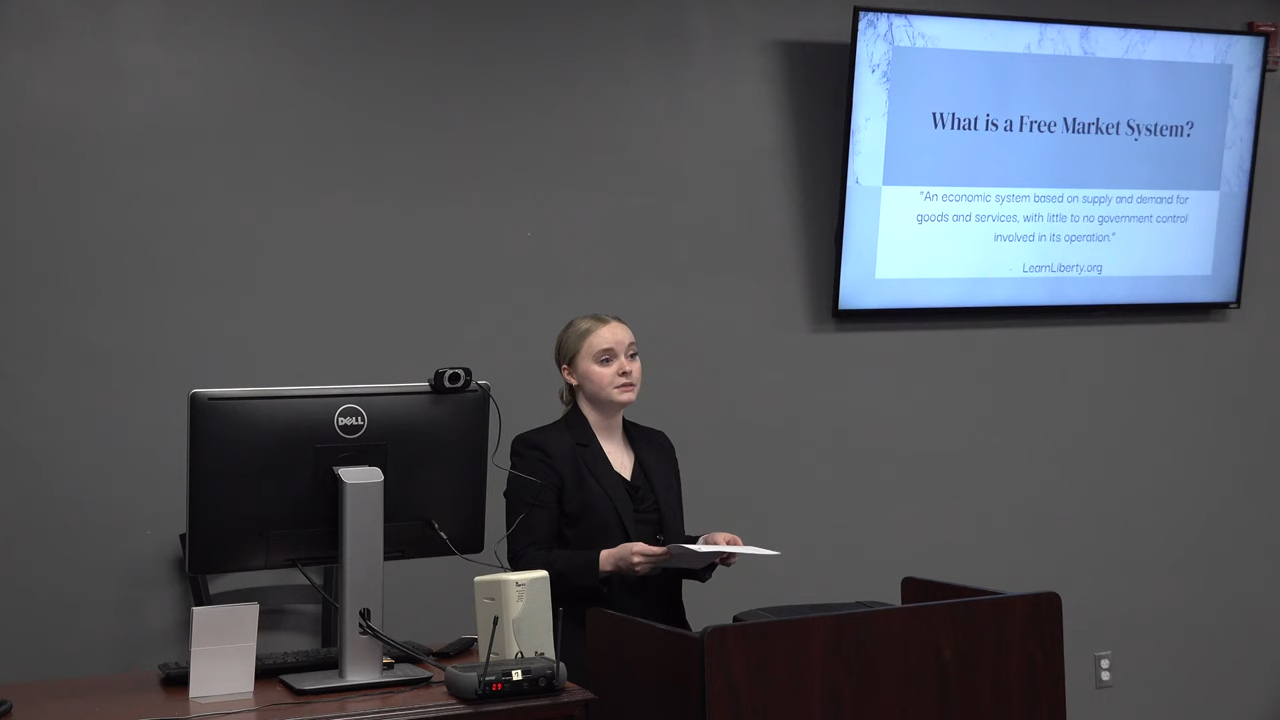 What is a Free Market System?
"An economic system based on supply and demand for
goods and services, with little to no government control
involved in its operation."
- LearnLiberty.org
DELL